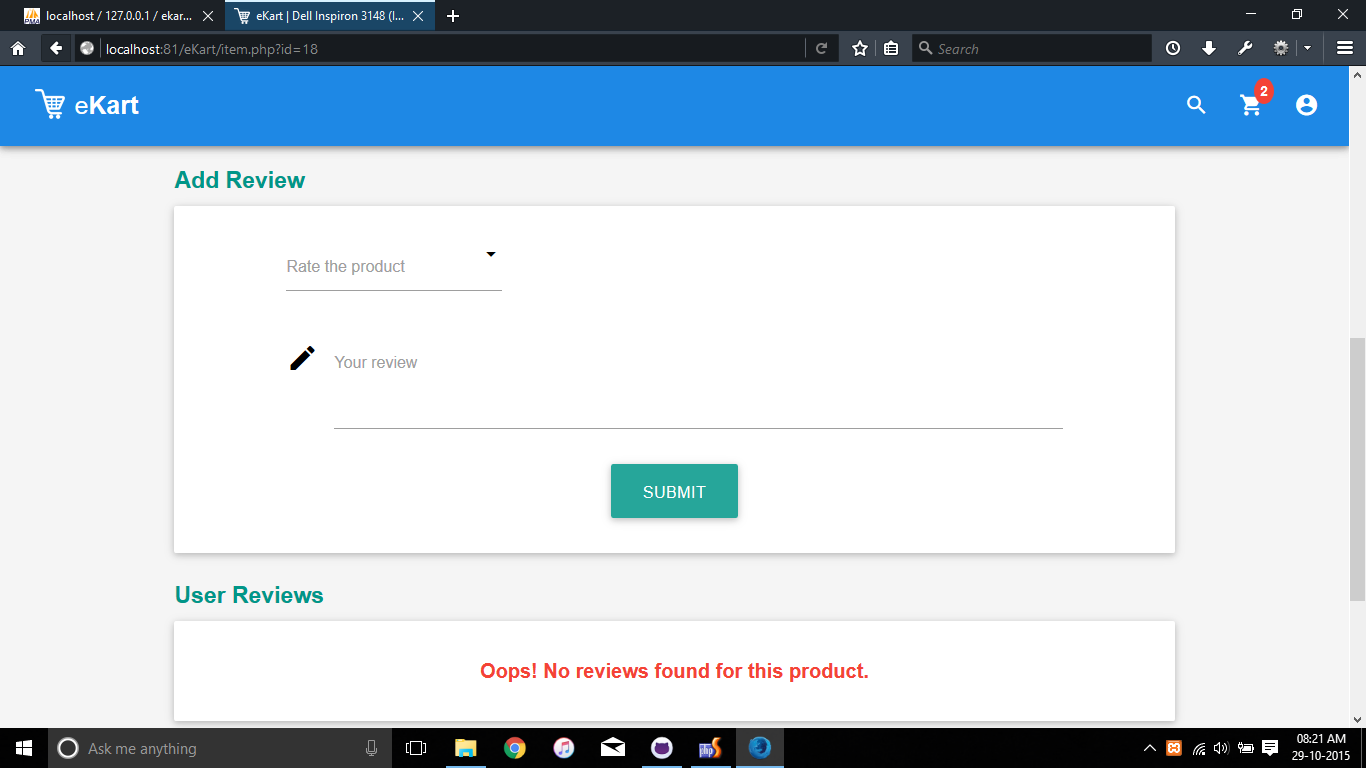 localhost / 127.0.0.1 / ekar...
eKart | Dell Inspiron 3148 (I...
localhost:81/eKart/item.php?id=18
Search
eKart
2
Add Review
Rate the product
Your review
SUBMIT
User Reviews
Oops! No reviews found for this product.
Ask me anything
php
08:21 AM
29-10-2015